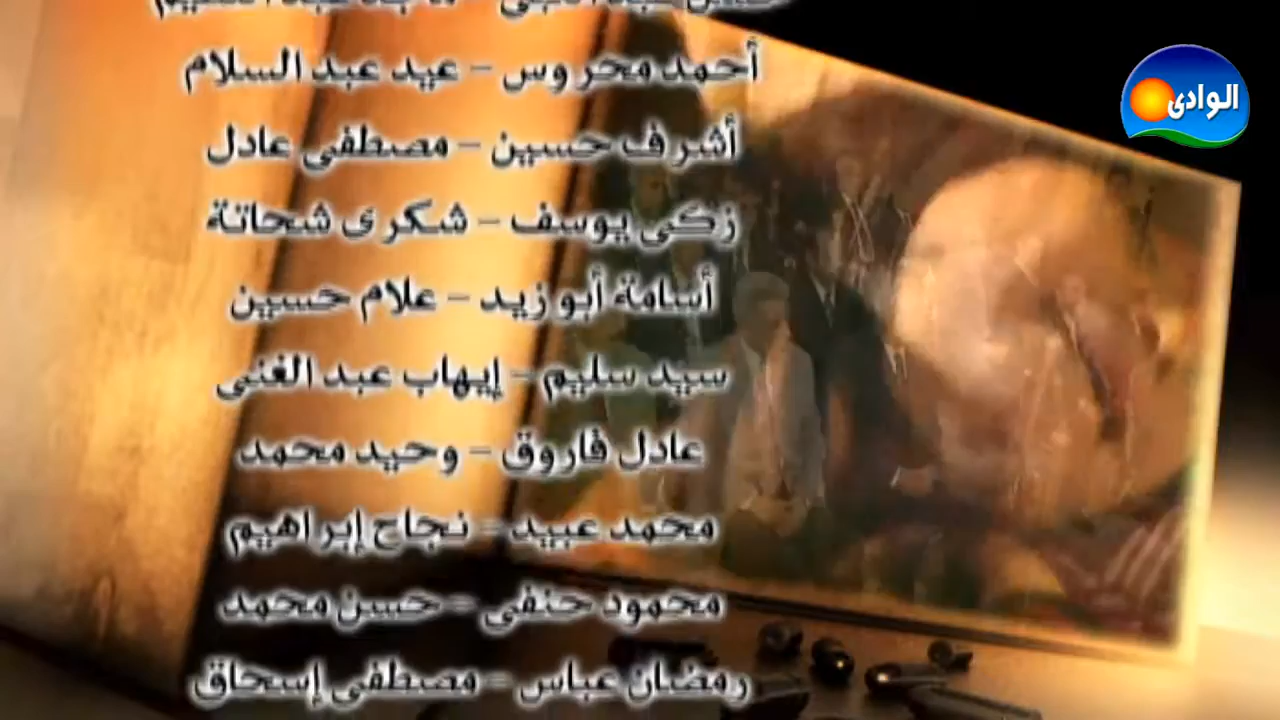 أحمد محروس - عيد عبد السلام
أشرف حسين - مصطفى عادل
زكى يوسف - شكرى شحاتة
أسامة أبو زيد - علام حسين
سيد سليم - إيهاب عبد الغنى
عادل فاروق - وحيد محمد
محمد عبيد - نجاح إبراهيم
محمود حنفى - حسن محمد
رمضان عباس - مصطفى إسحاق
الوادى